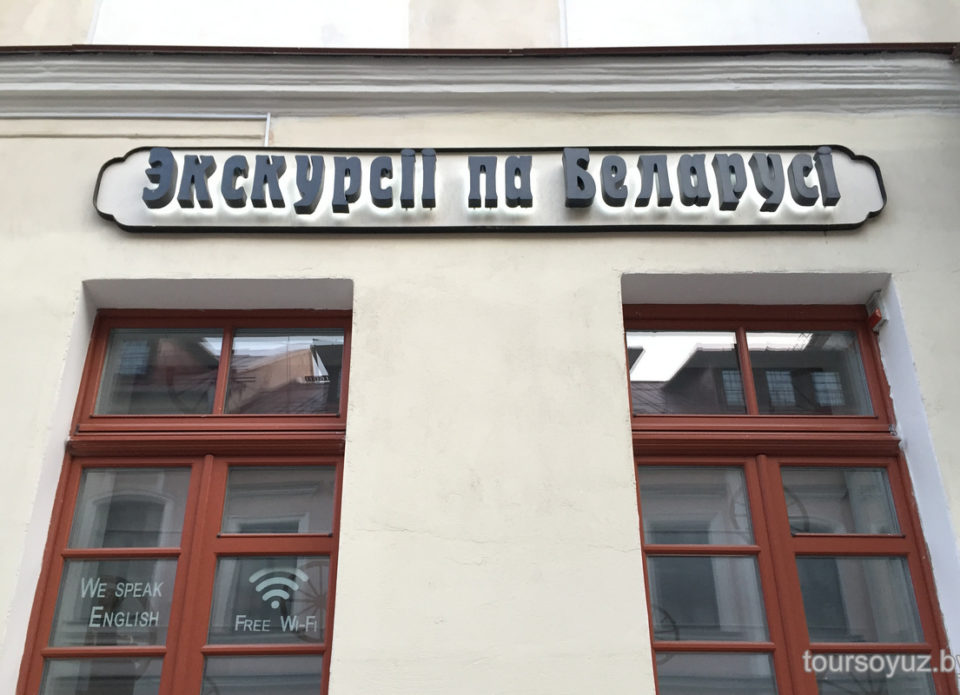 Экскурсіі па Беларусі
WE SPEAK
ENGLISH
FREE WI-FI
toursoyuz.by